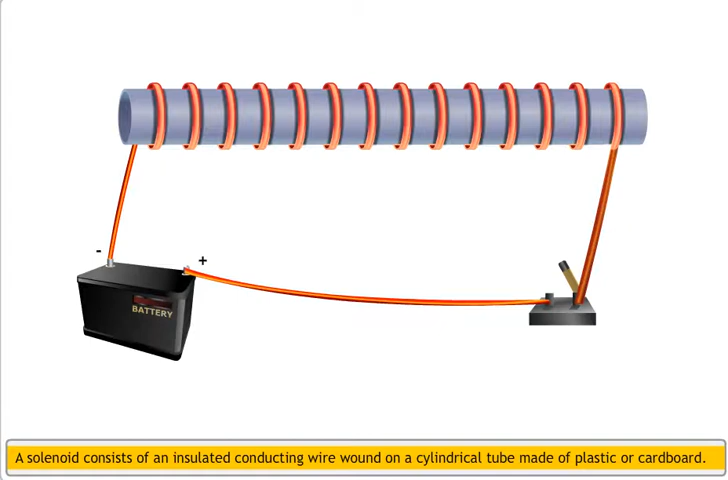 -
+
BATTERY
A solenoid consists of an insulated conducting wire wound on a cylindrical tube made of plastic or cardboard.